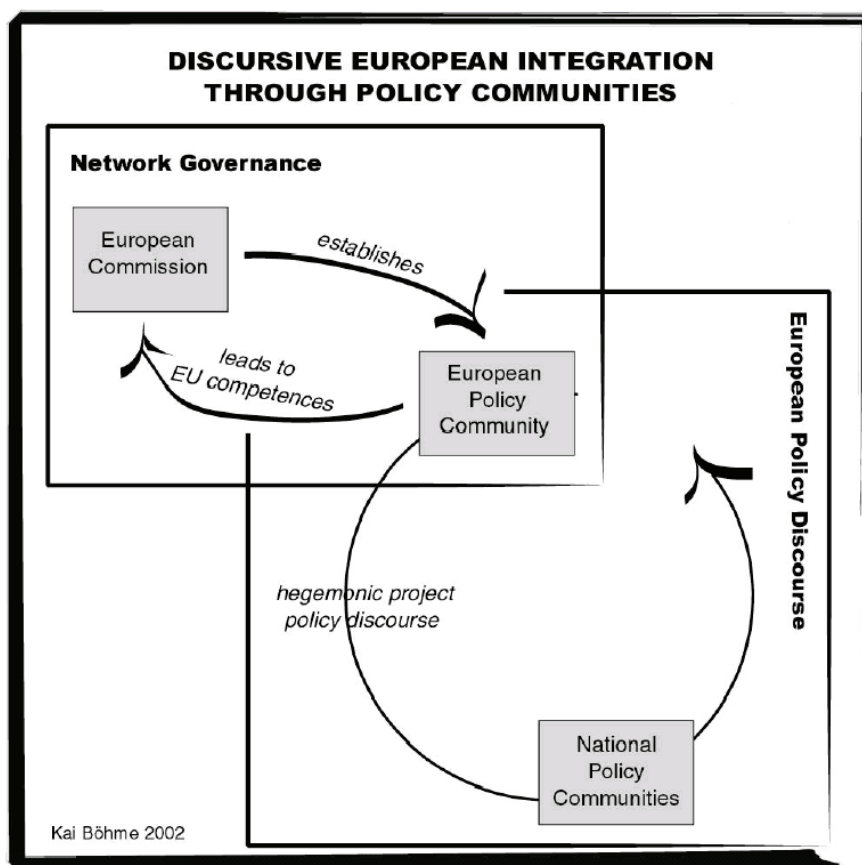 DISCURSIVE EUROPEAN INTEGRATION
THROUGH POLICY COMMUNITIES
Network Governance
European
Commission
establishes
leads to
EU competences
European
Policy
Community
European Policy Discourse
hegemonic project
policy discourse
National
Policy
Communities
Kai Böhme 2002